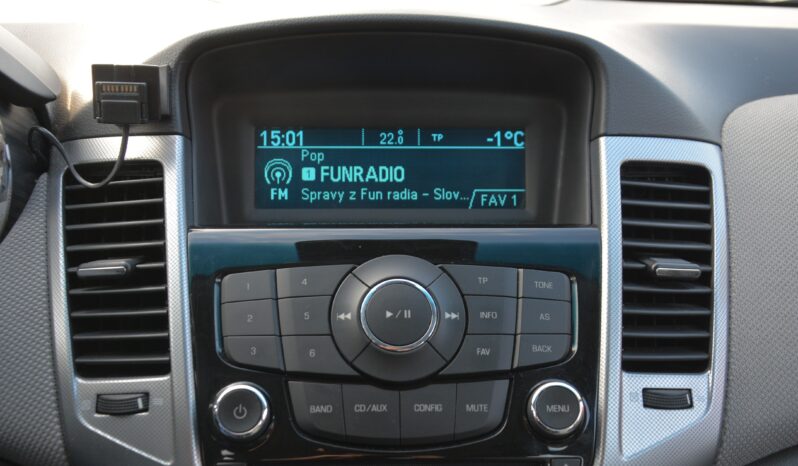 15:01 22.0 TP -1°C
Pop
1 FUNRADIO
FM Spravy z Fun radia - Slov... FAV 1
1 4 TP TONE
2 5 INFO AS
3 6 FAV BACK
BAND CD/AUX CONFIG MUTE
MENU